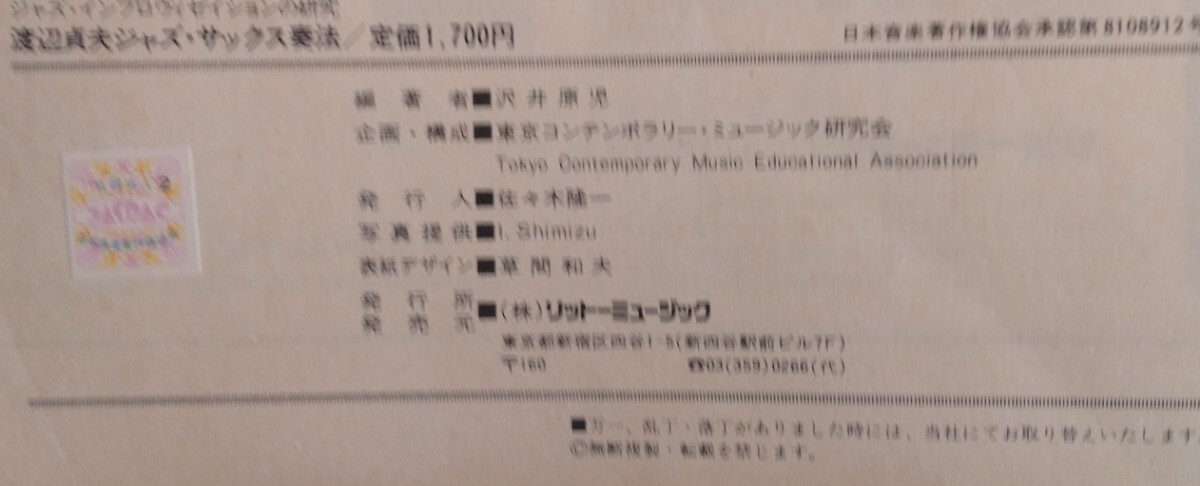 ジャズ・インプロヴィゼイションの研究
渡辺貞夫ジャズ・サックス奏法／定価1,700円
日本音楽著作権協会承認第8108912号
編著者■沢井原児
企画・構成■東京コンテンポラリー・ミュージック研究会
Tokyo Contemporary Music Educational Association
発行人■佐々木隆一
写真提供■I. Shimizu
表紙デザイン■草間和夫
発行所
発売元
■(株)リットーミュージック
東京都新宿区四谷1-5(新四谷駅前ビル7F)
〒160 ☎03(359)0266(代)
■万一、乱丁・落丁がありました時には、当社にてお取り替えいたします。
©無断複製・転載を禁じます。
JASRAC